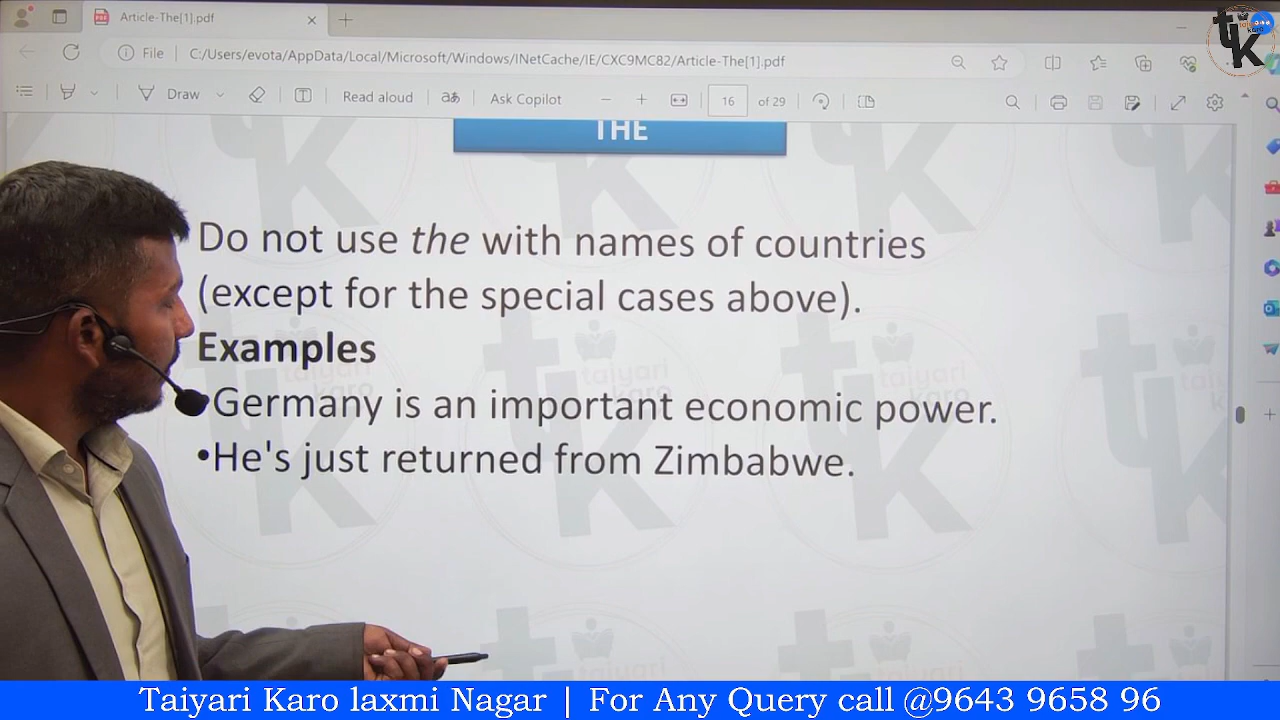 Article-The[1].pdf
File C:/Users/evota/AppData/Local/Microsoft/Windows/INetCache/IE/CXC9MC82/Article-The[1].pdf
Draw Read aloud Ask Copilot 16 of 29
THE
Do not use the with names of countries
(except for the special cases above).
Examples
•Germany is an important economic power.
•He's just returned from Zimbabwe.
taiyari
karo
Taiyari Karo laxmi Nagar | For Any Query call @9643 9658 96